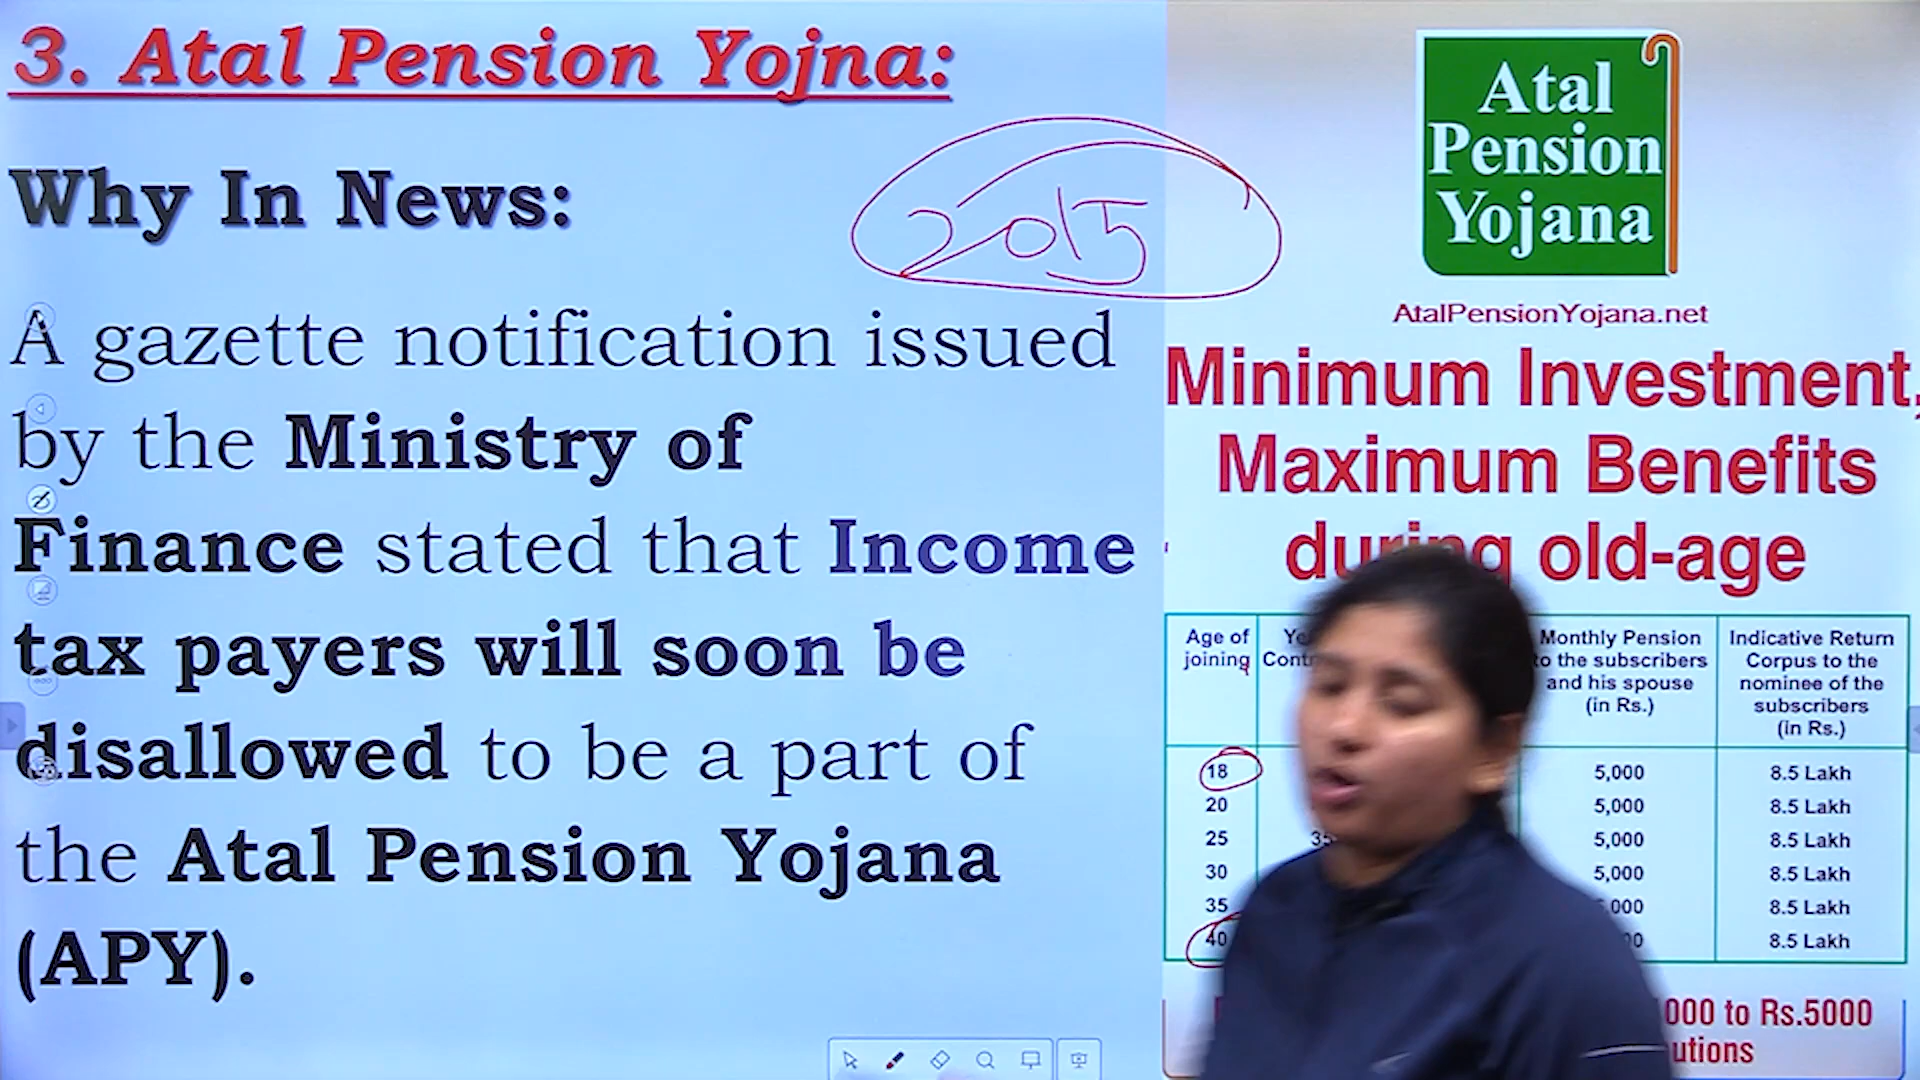 3. Atal Pension Yojna:
Why In News:
2015
A gazette notification issued
by the Ministry of
Finance stated that Income
tax payers will soon be
disallowed to be a part of
the Atal Pension Yojana
(APY).
Atal
Pension
Yojana
AtalPensionYojana.net
Minimum Investment,
Maximum Benefits
during old-age
Age of
joining
Monthly Pension
to the subscribers
and his spouse
(in Rs.)
Indicative Return
Corpus to the
nominee of the
subscribers
(in Rs.)
18 5,000 8.5 Lakh
20 5,000 8.5 Lakh
25 35 5,000 8.5 Lakh
30 5,000 8.5 Lakh
35 8.5 Lakh
40 8.5 Lakh
to Rs.5000